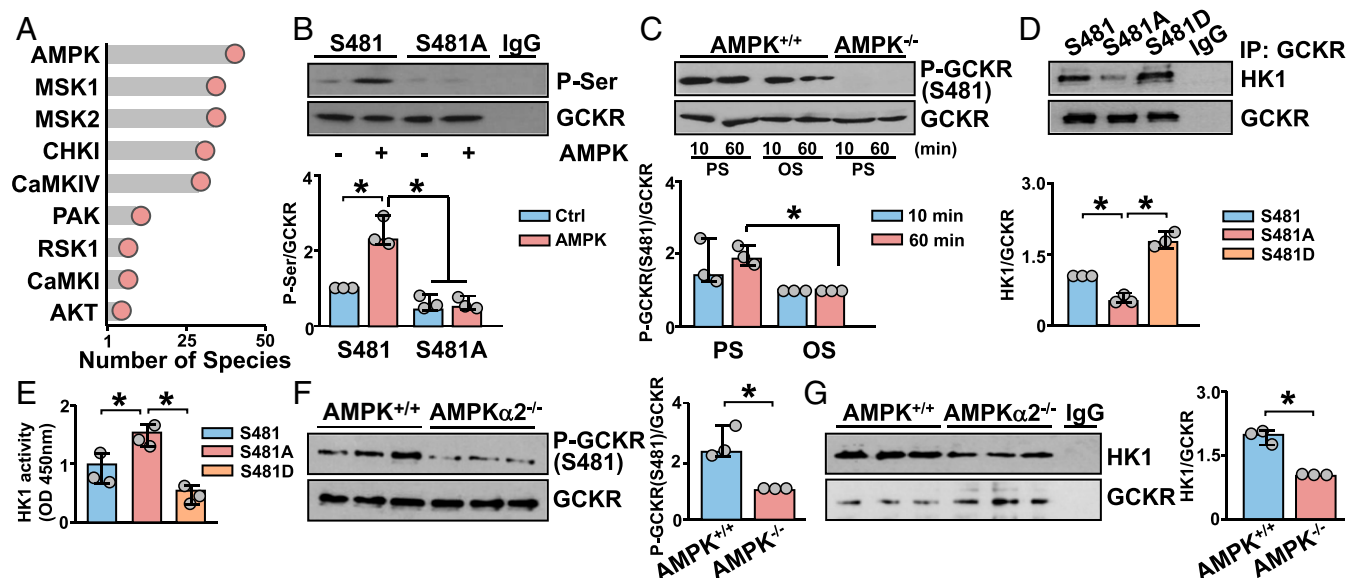 A
AMPK
MSK1
MSK2
CHKI
CaMKIV
PAK
RSK1
CaMKI
AKT
1 25 50
Number of Species
B
S481 S481A IgG
P-Ser
GCKR
- + - + AMPK
P-Ser/GCKR
4
2
0
* *
Ctrl
AMPK
S481 S481A
C
AMPK+/+ AMPK-/-
P-GCKR
(S481)
GCKR
10 60 10 60 10 60 (min)
PS OS PS
P-GCKR(S481)/GCKR
4
2
0
*
10 min
60 min
PS OS
D
S481 S481A S481D IgG IP: GCKR
HK1
GCKR
HK1/GCKR
3.0
1.5
0
* *
S481
S481A
S481D
E
HK1 activity
(OD 450nm)
2
1
0
* *
S481
S481A
S481D
F
AMPK+/+ AMPKα2-/-
P-GCKR
(S481)
GCKR
P-GCKR(S481)/GCKR
4
2
0
*
AMPK+/+
AMPK-/-
G
AMPK+/+ AMPKα2-/- IgG
HK1
GCKR
HK1/GCKR
3.0
1.5
0
*
AMPK+/+
AMPK-/-